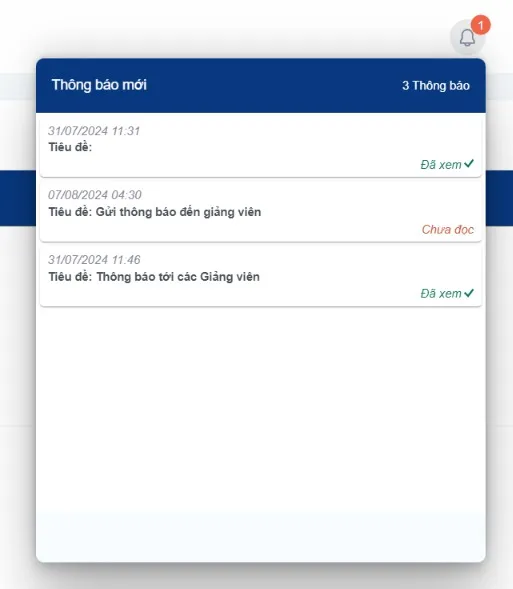 1
Thông báo mới
3 Thông báo
31/07/2024 11:31
Tiêu đề:
Đã xem
07/08/2024 04:30
Tiêu đề: Gửi thông báo đến giảng viên
Chưa đọc
31/07/2024 11:46
Tiêu đề: Thông báo tới các Giảng viên
Đã xem